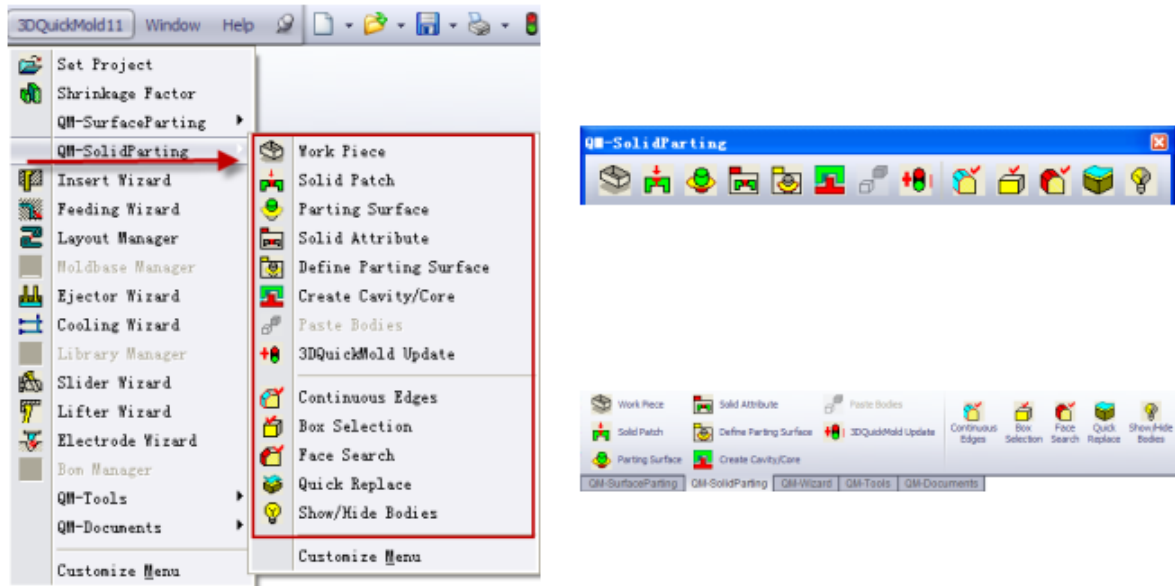 3DQuickMold11 Window Help
Set Project
Shrinkage Factor
QM-SurfaceParting
QM-SolidParting
Insert Wizard
Feeding Wizard
Layout Manager
Moldbase Manager
Ejector Wizard
Cooling Wizard
Library Manager
Slider Wizard
Lifter Wizard
Electrode Wizard
Bom Manager
QM-Tools
QM-Documents
Customize Menu
Work Piece
Solid Patch
Parting Surface
Solid Attribute
Define Parting Surface
Create Cavity/Core
Paste Bodies
3DQuickMold Update
Continuous Edges
Box Selection
Face Search
Quick Replace
Show/Hide Bodies
Customize Menu
QM-SolidParting
Work Piece
Solid Patch
Parting Surface
Solid Attribute
Define Parting Surface
Create Cavity/Core
Paste Bodies
3DQuickMold Update
Continuous Edges
Box Selection
Face Search
Quick Replace
Show/Hide Bodies
QM-SurfaceParting QM-SolidParting QM-Wizard QM-Tools QM-Documents